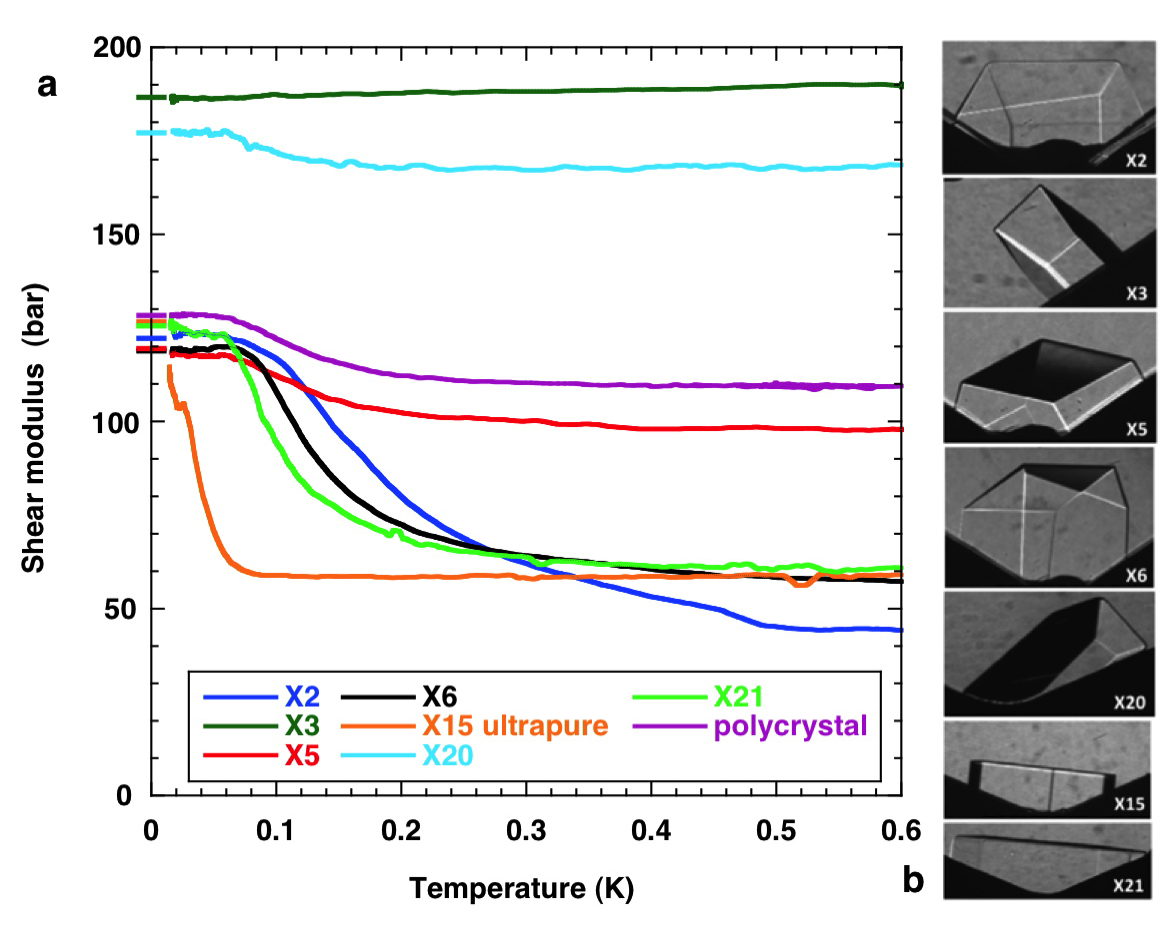 a
200
150
100
50
0
Shear modulus (bar)
X2 X6 X21
X3 X15 ultrapure polycrystal
X5 X20
0 0.1 0.2 0.3 0.4 0.5 0.6
Temperature (K)
b
X2
X3
X5
X6
X20
X15
X21